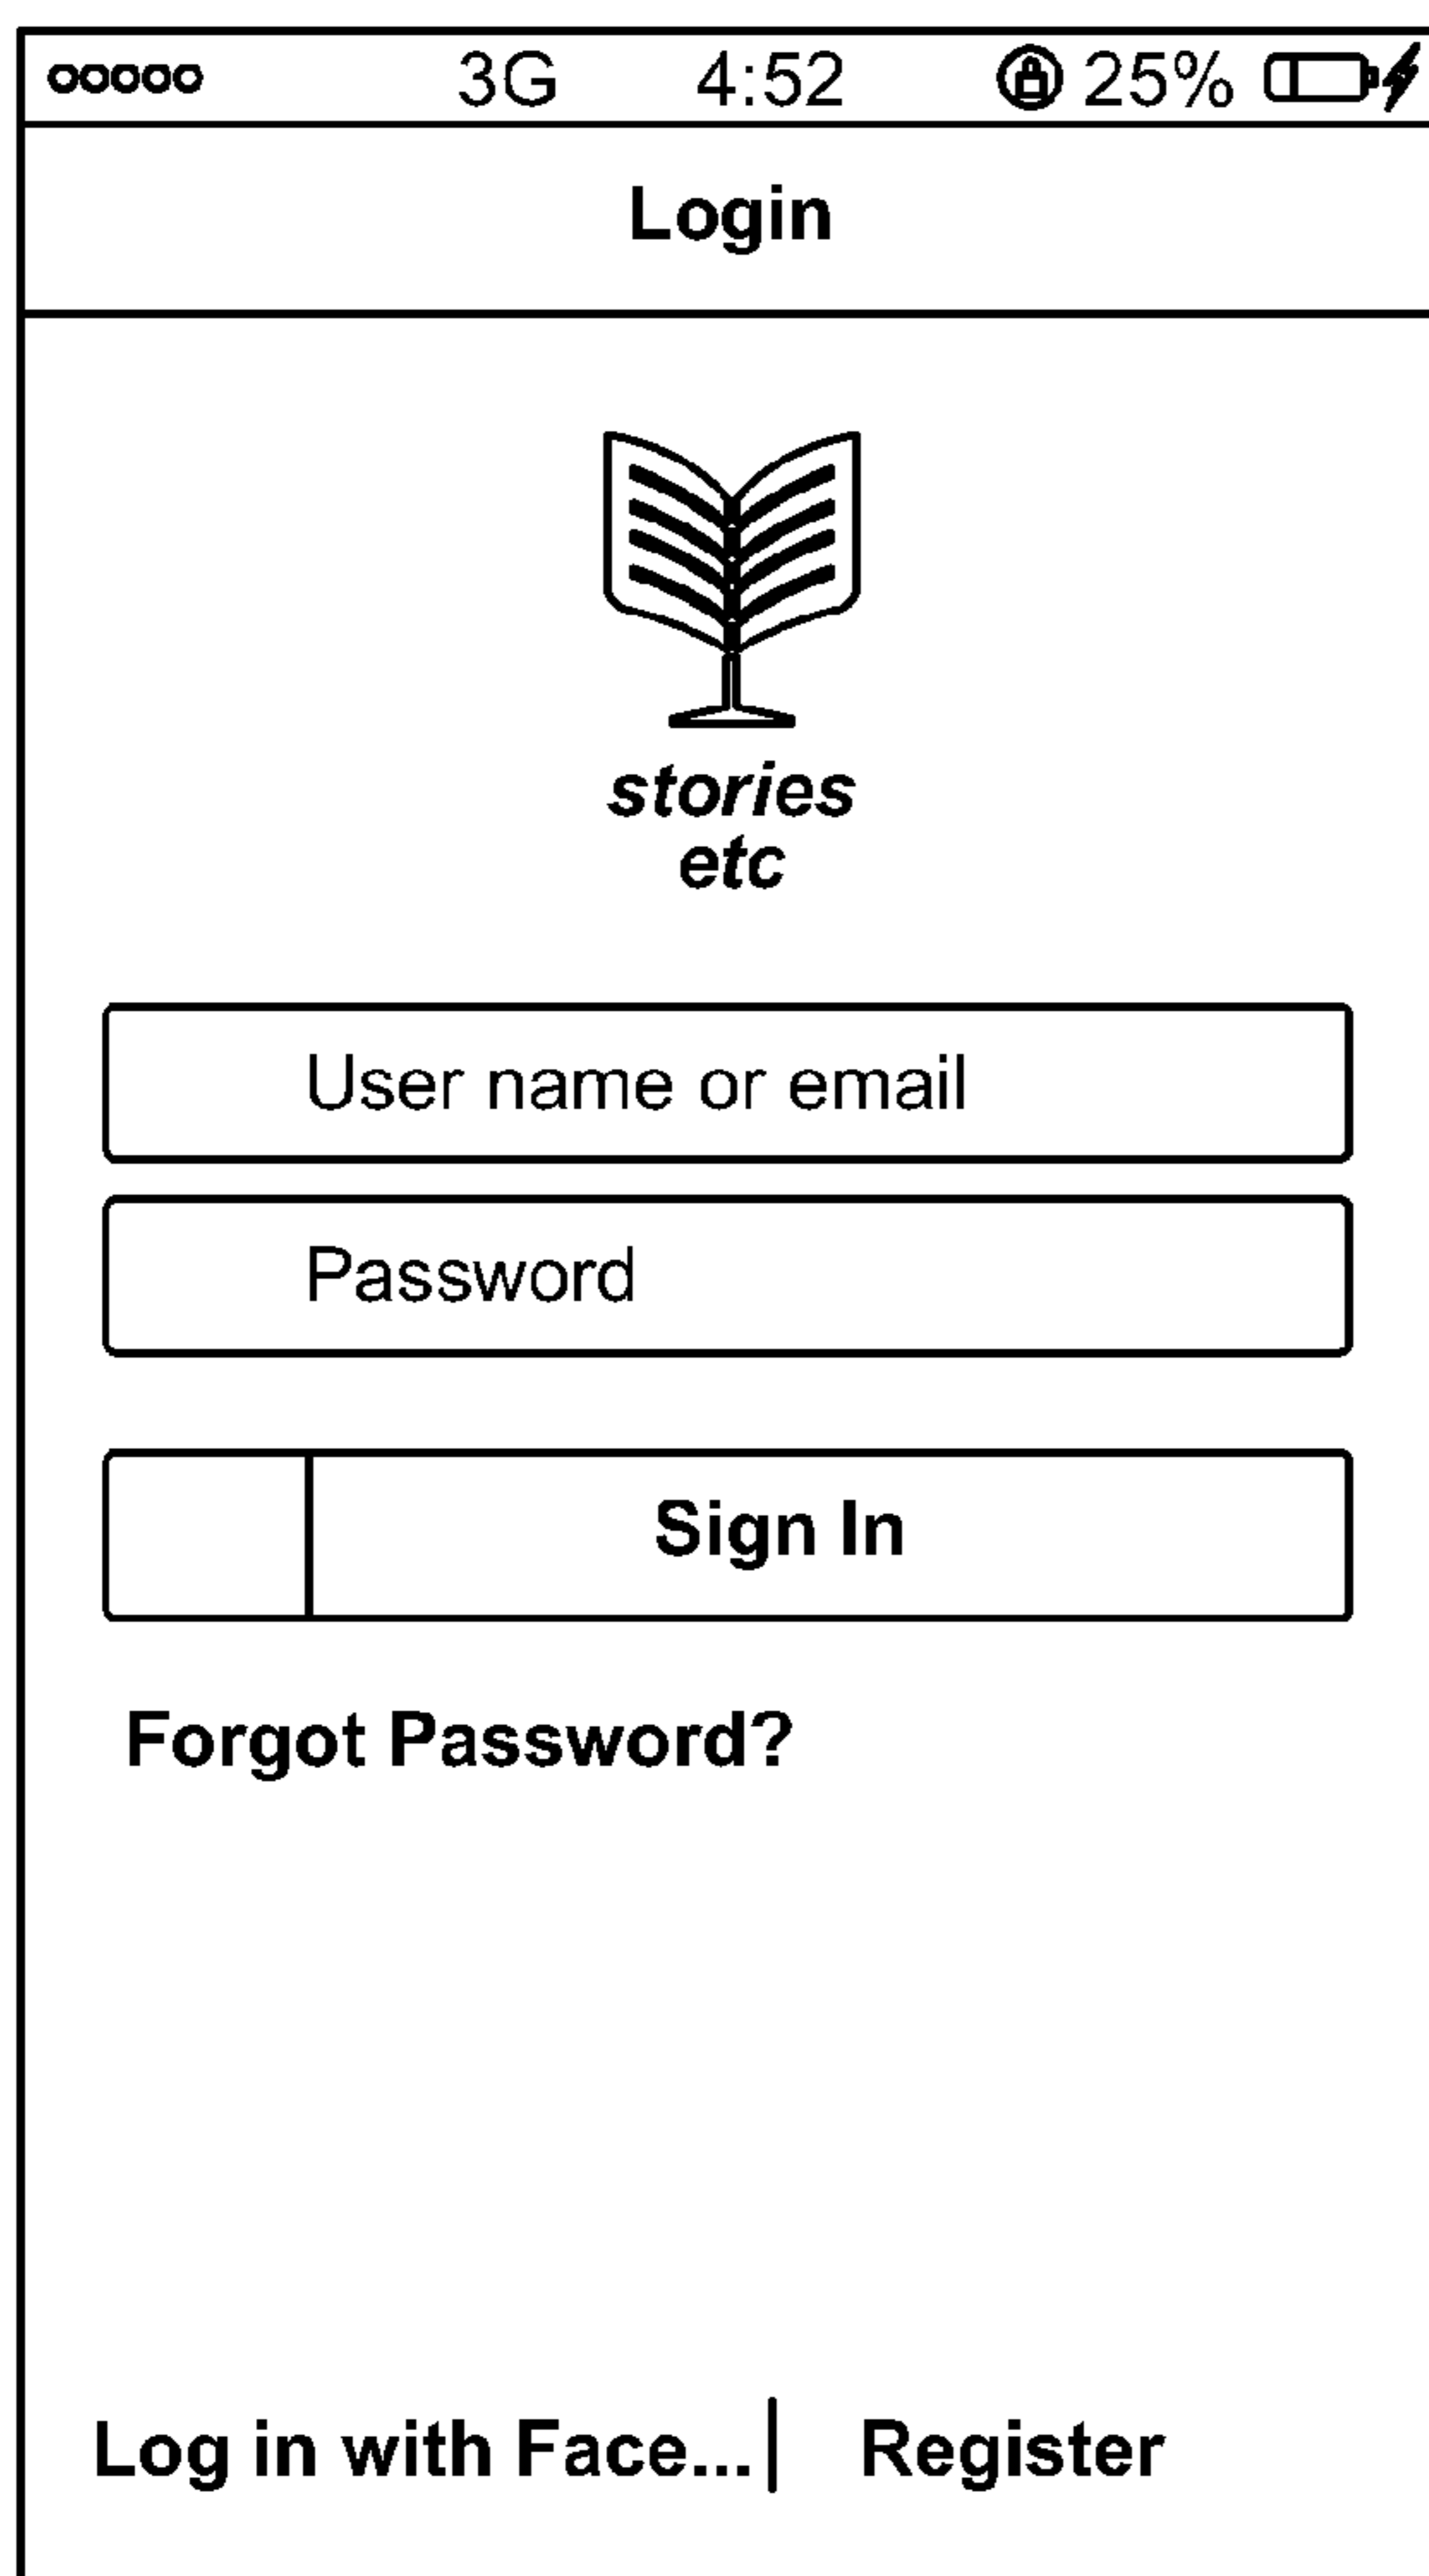 3G 4:52 25%
Login
stories
etc
User name or email
Password
Sign In
Forgot Password?
Log in with Face... Register